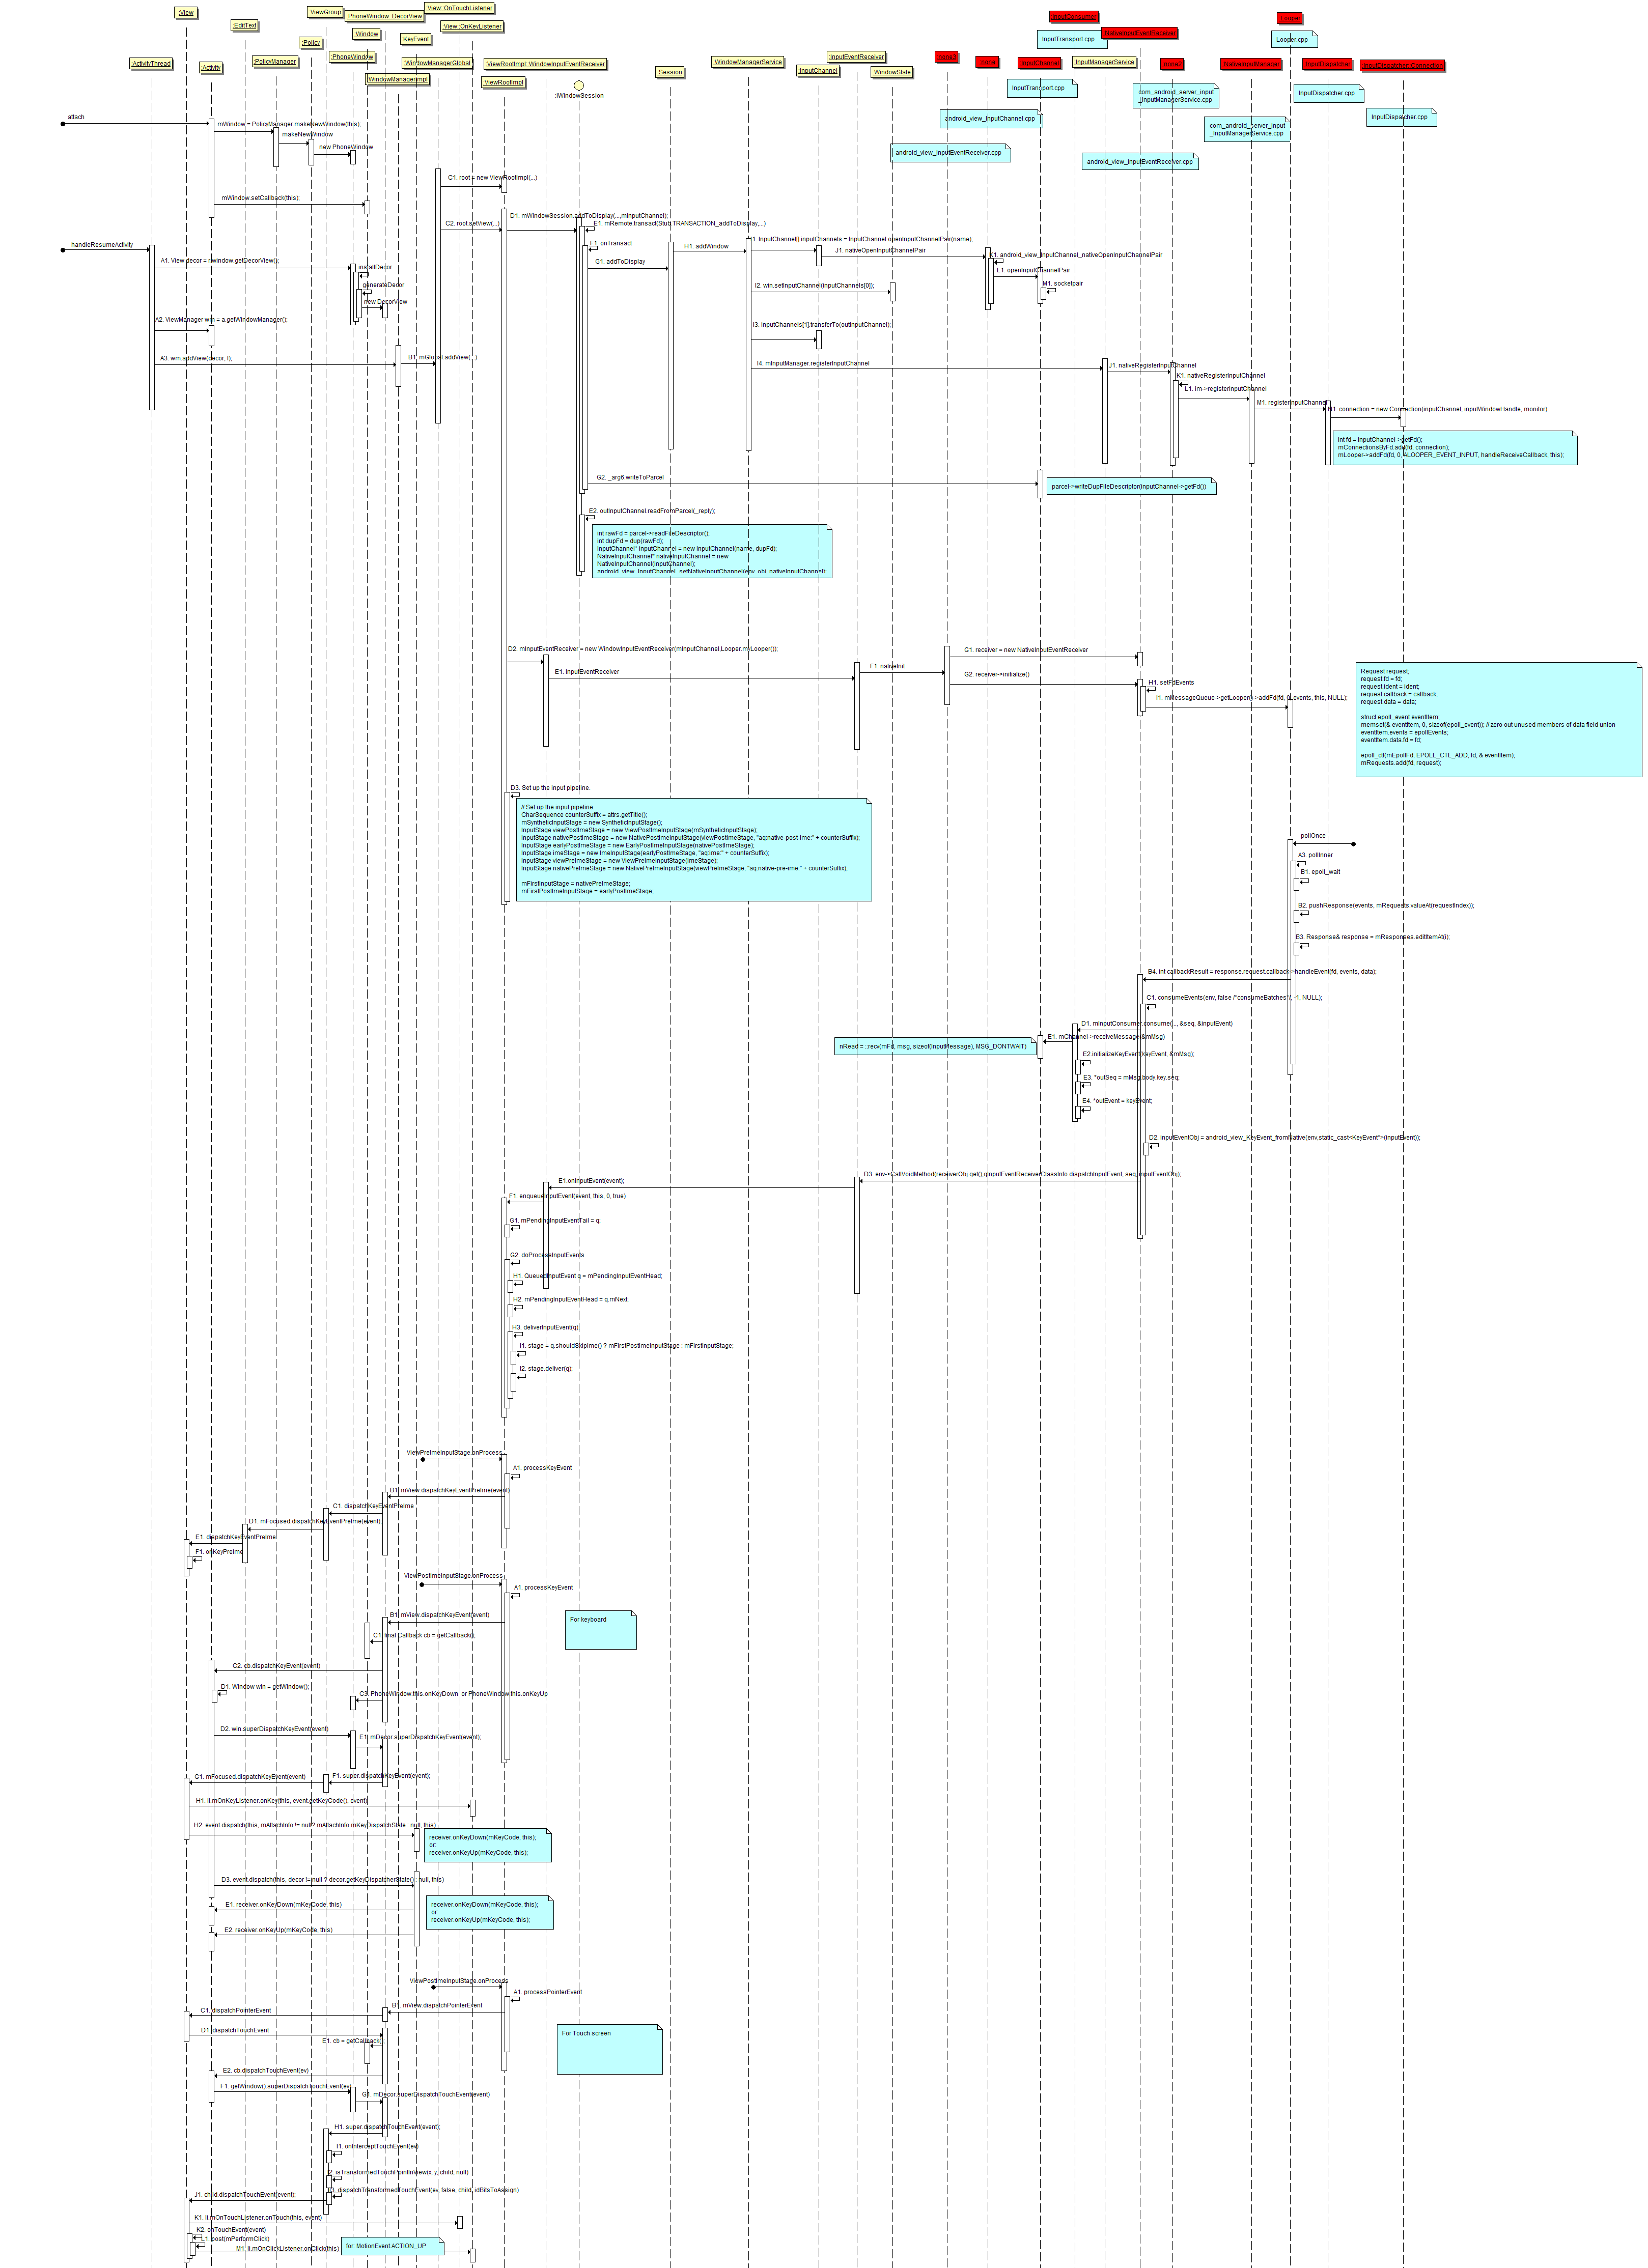 :View
:EditText
:ViewGroup
:PhoneWindow::DecorView
:View::OnTouchListener
:View::OnKeyListener
:Window
:Policy
:KeyEvent
:ActivityThread
:Activity
:PolicyManager
:PhoneWindow
:WindowManagerImpl
:WindowManagerGlobal
:ViewRootImpl::WindowInputEventReceiver
:ViewRootImpl
:IWindowSession
:Session
:WindowManagerService
:InputChannel
:InputEventReceiver
:WindowState
:InputChannel
:InputConsumer
InputTransport.cpp
:InputManagerService
:NativeInputEventReceiver
:NativeInputManager
:Looper
Looper.cpp
:InputDispatcher
:InputDispatcher::Connection
InputTransport.cpp
com_android_server_input
_InputManagerService.cpp
InputDispatcher.cpp
InputDispatcher.cpp
android_view_InputChannel.cpp
com_android_server_input
_InputManagerService.cpp
android_view_InputEventReceiver.cpp
android_view_InputEventReceiver.cpp
attach
mWindow = PolicyManager.makeNewWindow(this);
makeNewWindow
new PhoneWindow
C1. root = new ViewRootImpl(...)
mWindow.setCallback(this);
D1. mWindowSession.addToDisplay(...,mInputChannel);
C2. root.setView(...)
E1. mRemote.transact(Stub.TRANSACTION_addToDisplay,...)
handleResumeActivity
F1. onTransact
H1. addWindow
I1. InputChannel[] inputChannels = InputChannel.openInputChannelPair(name);
J1. nativeOpenInputChannelPair
K1. android_view_InputChannel_nativeOpenInputChannelPair
A1. View decor = r.window.getDecorView();
installDecor
G1. addToDisplay
L1. openInputChannelPair
generateDecor
I2. win.setInputChannel(inputChannels[0]);
M1. socketpair
new DecorView
A2. ViewManager wm = a.getWindowManager();
I3. inputChannels[1].transferTo(outInputChannel);
A3. wm.addView(decor, l);
B1. mGlobal.addView(...)
I4. mInputManager.registerInputChannel
J1. nativeRegisterInputChannel
K1. nativeRegisterInputChannel
L1. im->registerInputChannel
M1. registerInputChannel
N1. connection = new Connection(inputChannel, inputWindowHandle, monitor)
int fd = inputChannel->getFd();
mConnectionsByFd.add(fd, connection);
mLooper->addFd(fd, 0, ALOOPER_EVENT_INPUT, handleReceiveCallback, this);
G2. _arg6.writeToParcel
parcel->writeDupFileDescriptor(inputChannel->getFd())
E2. outInputChannel.readFromParcel(_reply);
int rawFd = parcel->readFileDescriptor();
int dupFd = dup(rawFd);
InputChannel* inputChannel = new InputChannel(name, dupFd);
NativeInputChannel* nativeInputChannel = new
NativeInputChannel(inputChannel);
android_view_InputChannel_setNativeInputChannel(env, obj, nativeInputChannel);
D2. mInputEventReceiver = new WindowInputEventReceiver(mInputChannel,Looper.myLooper());
G1. receiver = new NativeInputEventReceiver
E1. InputEventReceiver
F1. nativeInit
G2. receiver->initialize()
H1. setFdEvents
I1. mMessageQueue->getLooper()->addFd(fd, 0, events, this, NULL);
Request request;
request.fd = fd;
request.ident = ident;
request.callback = callback;
request.data = data;
struct epoll_event eventItem;
memset(& eventItem, 0, sizeof(epoll_event)); // zero out unused members of data field union
eventItem.events = epollEvents;
eventItem.data.fd = fd;
epoll_ctl(mEpollFd, EPOLL_CTL_ADD, fd, & eventItem);
mRequests.add(fd, request);
D3. Set up the input pipeline.
// Set up the input pipeline.
CharSequence counterSuffix = attrs.getTitle();
mSyntheticInputStage = new SyntheticInputStage();
InputStage viewPostImeStage = new ViewPostImeInputStage(mSyntheticInputStage);
InputStage nativePostImeStage = new NativePostImeInputStage(viewPostImeStage, "aq:native-post-ime:" + counterSuffix);
InputStage earlyPostImeStage = new EarlyPostImeInputStage(nativePostImeStage);
InputStage imeStage = new ImeInputStage(earlyPostImeStage, "aq:ime:" + counterSuffix);
InputStage viewPreImeStage = new ViewPreImeInputStage(imeStage);
InputStage nativePreImeStage = new NativePreImeInputStage(viewPreImeStage, "aq:native-pre-ime:" + counterSuffix);
mFirstInputStage = nativePreImeStage;
mFirstPostImeInputStage = earlyPostImeStage;
pollOnce
A3. pollInner
B1. epoll_wait
B2. pushResponse(events, mRequests.valueAt(requestIndex));
B3. Response& response = mResponses.editItemAt(i);
B4. int callbackResult = response.request.callback->handleEvent(fd, events, data);
C1. consumeEvents(env, false /*consumeBatches*/, -1, NULL);
D1. mInputConsumer.consume(..., &seq, &inputEvent)
E1. mChannel->receiveMessage(&mMsg)
nRead = ::recv(mFd, msg, sizeof(InputMessage), MSG_DONTWAIT)
E2.initializeKeyEvent(keyEvent, &mMsg);
E3. *outSeq = mMsg.body.key.seq;
E4. *outEvent = keyEvent;
D2. inputEventObj = android_view_KeyEvent_fromNative(env,static_cast<KeyEvent*>(inputEvent));
D3. env->CallVoidMethod(receiverObj.get(),gInputEventReceiverClassInfo.dispatchInputEvent, seq, inputEventObj);
E1.onInputEvent(event);
F1. enqueueInputEvent(event, this, 0, true)
G1. mPendingInputEventTail = q;
G2. doProcessInputEvents
H1. QueuedInputEvent q = mPendingInputEventHead;
H2. mPendingInputEventHead = q.mNext;
H3. deliverInputEvent(q)
I1. stage = q.shouldSkipIme() ? mFirstPostImeInputStage : mFirstInputStage;
I2. stage.deliver(q);
ViewPreImeInputStage.onProcess
A1. processKeyEvent
B1. mView.dispatchKeyEventPreIme(event)
C1. dispatchKeyEventPreIme
D1. mFocused.dispatchKeyEventPreIme(event);
E1. dispatchKeyEventPreIme
F1. onKeyPreIme
ViewPostImeInputStage.onProcess
A1. processKeyEvent
B1. mView.dispatchKeyEvent(event)
For keyboard
C1. final Callback cb = getCallback();
C2. cb.dispatchKeyEvent(event)
D1. Window win = getWindow();
C3. PhoneWindow.this.onKeyDown or PhoneWindow.this.onKeyUp
D2. win.superDispatchKeyEvent(event)
E1. mDecor.superDispatchKeyEvent(event);
G1. mFocused.dispatchKeyEvent(event)
F1. super.dispatchKeyEvent(event);
H1. li.mOnKeyListener.onKey(this, event.getKeyCode(), event)
H2. event.dispatch(this, mAttachInfo != null ? mAttachInfo.mKeyDispatchState : null, this)
receiver.onKeyDown(mKeyCode, this);
or:
receiver.onKeyUp(mKeyCode, this);
D3. event.dispatch(this, decor != null ? decor.getKeyDispatcherState() : null, this)
E1. receiver.onKeyDown(mKeyCode, this)
receiver.onKeyDown(mKeyCode, this);
or:
receiver.onKeyUp(mKeyCode, this);
E2. receiver.onKeyUp(mKeyCode, this)
ViewPostImeInputStage.onProcess
A1. processPointerEvent
B1. mView.dispatchPointerEvent
C1. dispatchPointerEvent
D1. dispatchTouchEvent
For Touch screen
E1. cb = getCallback();
E2. cb.dispatchTouchEvent(ev)
F1. getWindow().superDispatchTouchEvent(ev)
G1. mDecor.superDispatchTouchEvent(event)
H1. super.dispatchTouchEvent(event);
I1. onInterceptTouchEvent(ev)
I2. isTransformedTouchPointInView(x, y, child, null)
dispatchTransformedTouchEvent(ev, false, child, idBitsToAssign)
J1. child.dispatchTouchEvent(event);
K1. li.mOnTouchListener.onTouch(this, event)
K2. onTouchEvent(event)
L1. post(mPerformClick)
M1. li.mOnClickListener.onClick(this)
for: MotionEvent.ACTION_UP